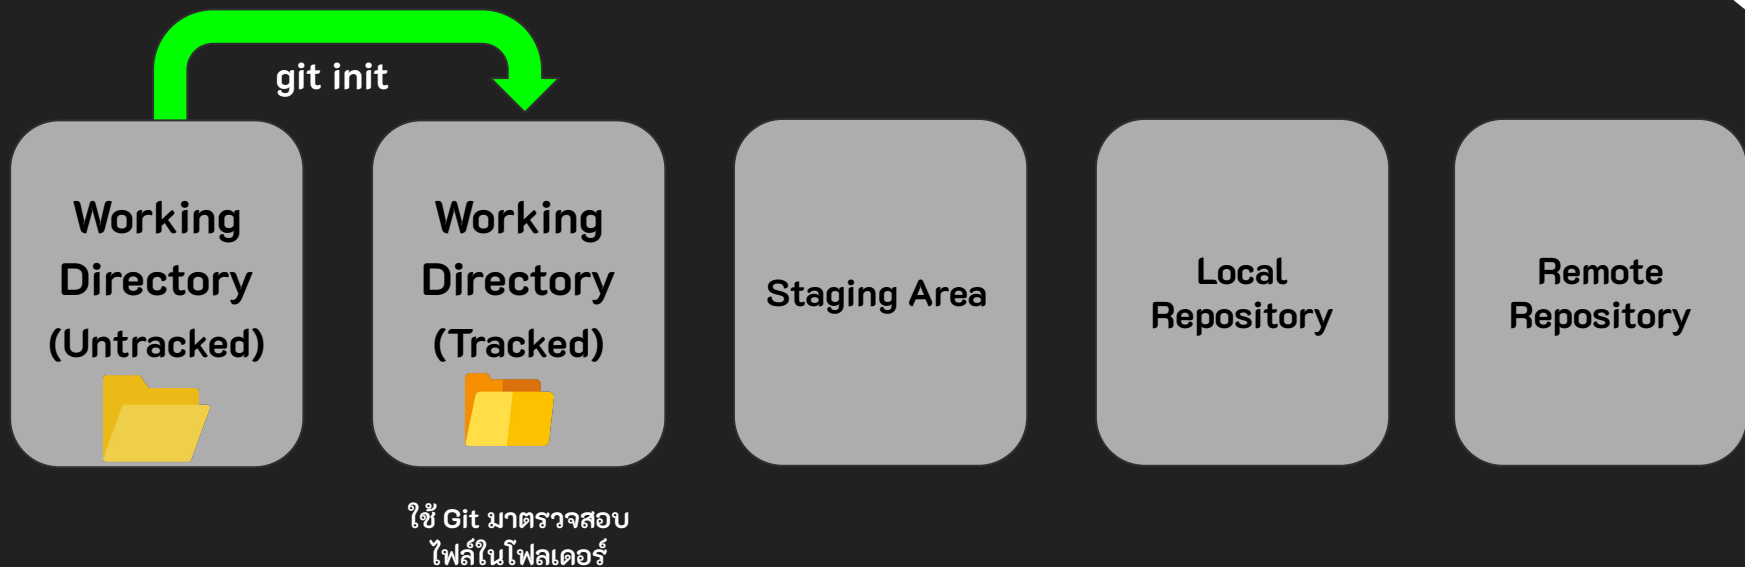 git init
Working
Directory
(Untracked)
Working
Directory
(Tracked)
Staging Area
Local
Repository
Remote
Repository
ใช้ Git มาตรวจสอบ
ไฟล์ในโฟลเดอร์